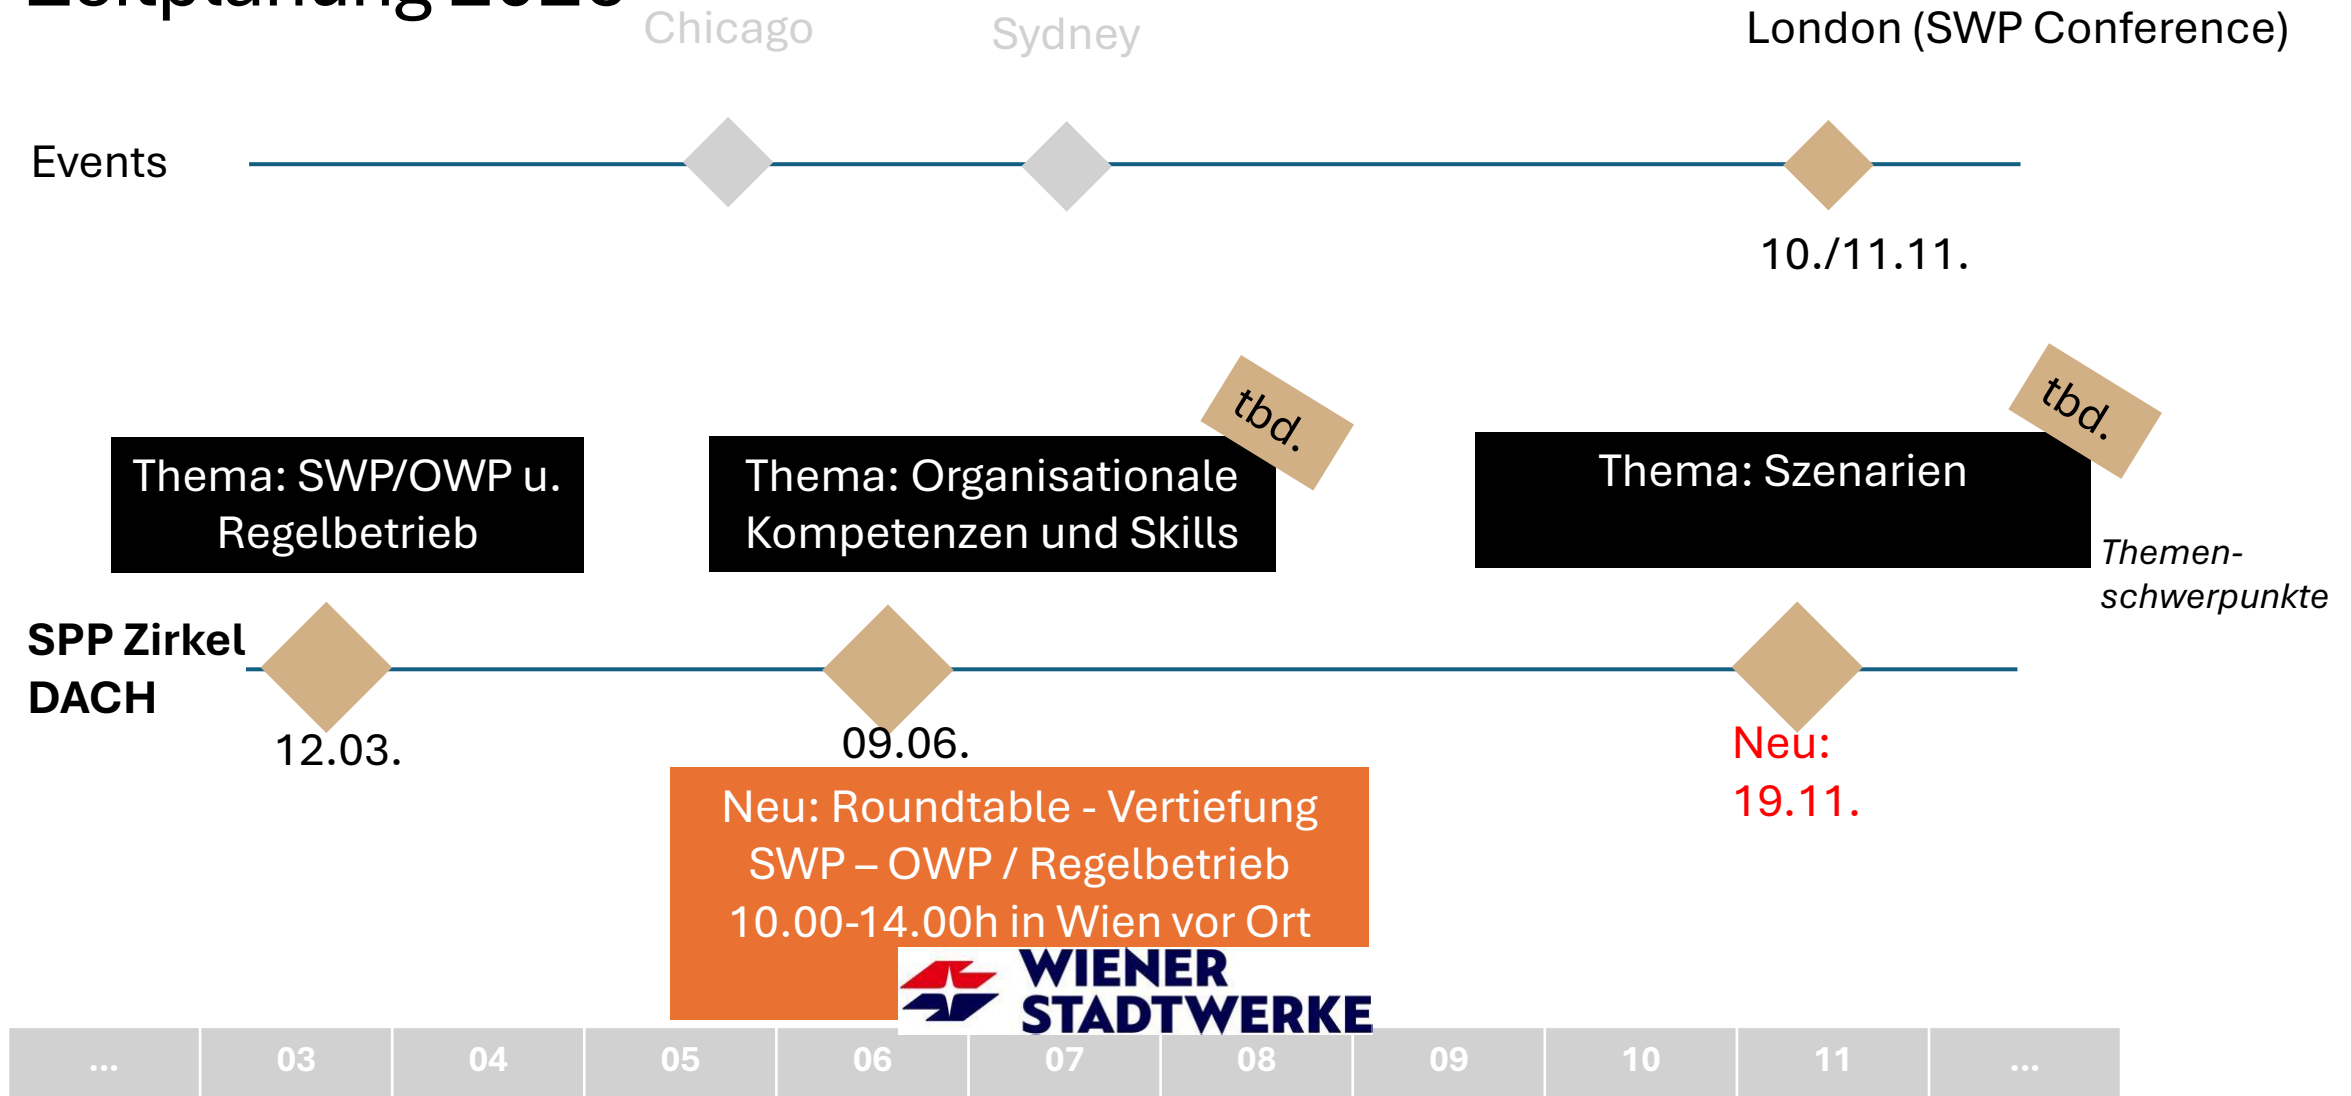 Zeitplanung 2026
Chicago
Sydney
London (SWP Conference)
Events
10./11.11.
tbd.
tbd.
Thema: SWP/OWP u.
Regelbetrieb
Thema: Organisationale
Kompetenzen und Skills
Thema: Szenarien
Themen-
schwerpunkte
SPP Zirkel
DACH
12.03.
09.06.
Neu:
19.11.
Neu: Roundtable - Vertiefung
SWP – OWP / Regelbetrieb
10.00-14.00h in Wien vor Ort
WIENER
STADTWERKE
... 03 04 05 06 07 08 09 10 11 ...